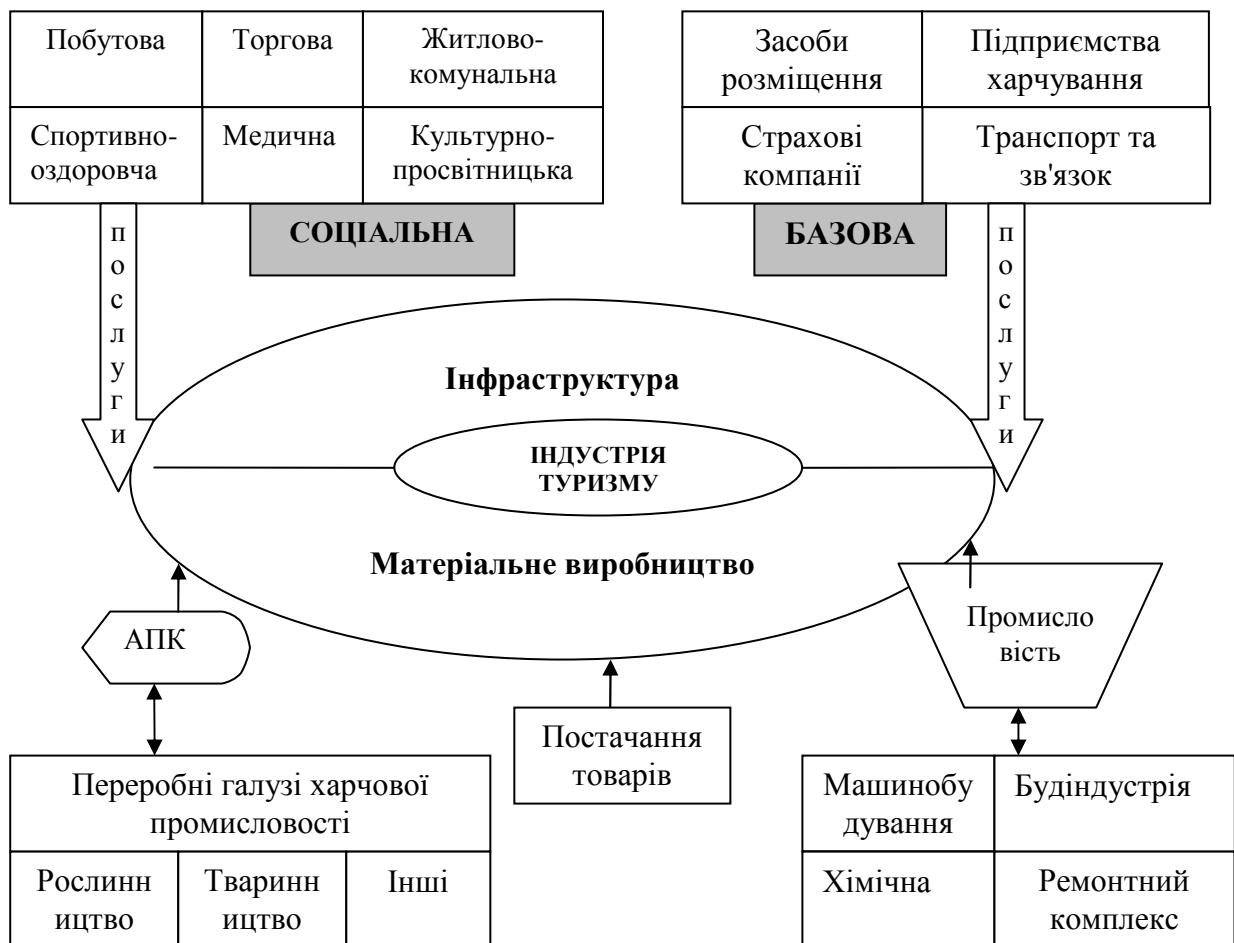 Побутова
Торгова
Житлово-
комунальна
Спортивно-
оздоровча
Медична
Культурно-
просвітницька
Засоби
розміщення
Підприємства
харчування
Страхові
компанії
Транспорт та
зв'язок
СОЦІАЛЬНА
БАЗОВА
п
о
с
л
у
г
и
п
о
с
л
у
г
и
Інфраструктура
ІНДУСТРІЯ
ТУРИЗМУ
Матеріальне виробництво
АПК
Промисло
вість
Постачання
товарів
Переробні галузі харчової
промисловості
Рослинн
ицтво
Тваринн
ицтво
Інші
Машинобу
дування
Будіндустрія
Хімічна
Ремонтний
комплекс